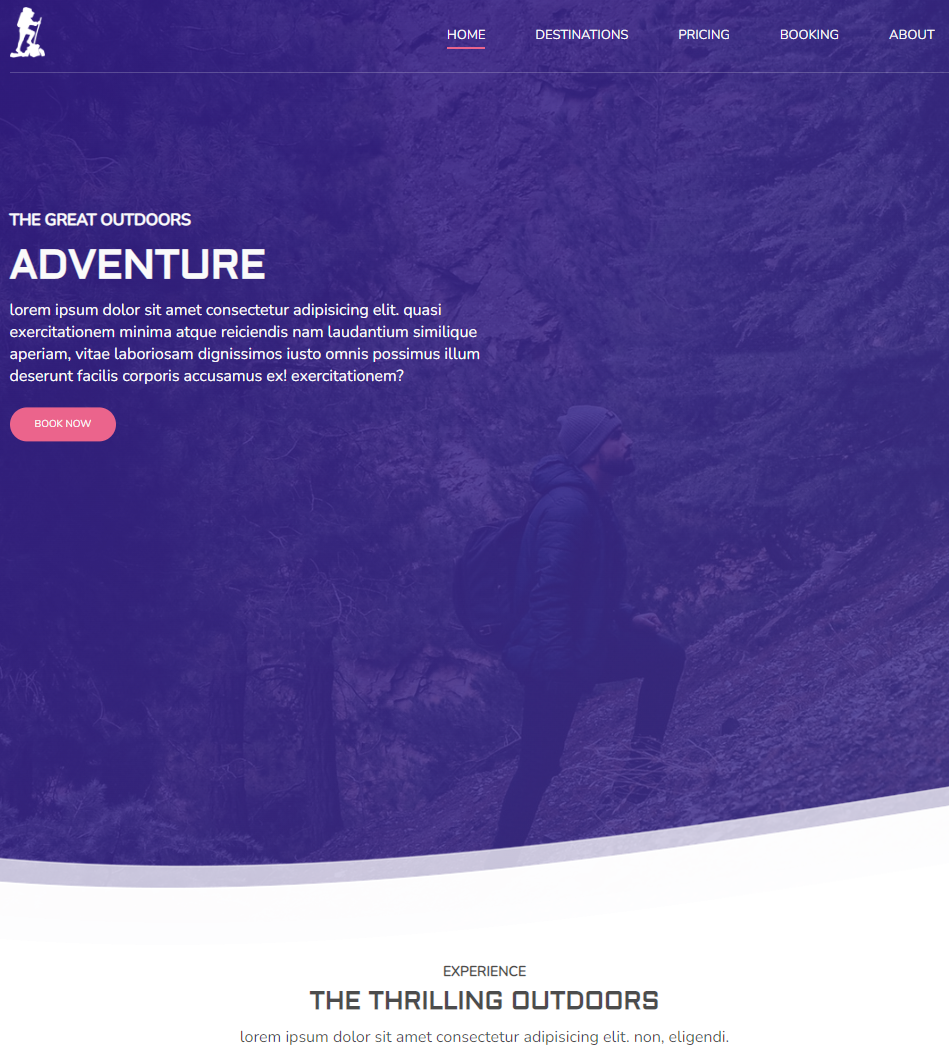 HOME DESTINATIONS PRICING BOOKING ABOUT
THE GREAT OUTDOORS
ADVENTURE
lorem ipsum dolor sit amet consectetur adipisicing elit. quasi
exercitationem minima atque reiciendis nam laudantium similique
aperiam, vitae laboriosam dignissimos iusto omnis possimus illum
deserunt facilis corporis accusamus ex! exercitationem?
BOOK NOW
EXPERIENCE
THE THRILLING OUTDOORS
lorem ipsum dolor sit amet consectetur adipisicing elit. non, eligendi.